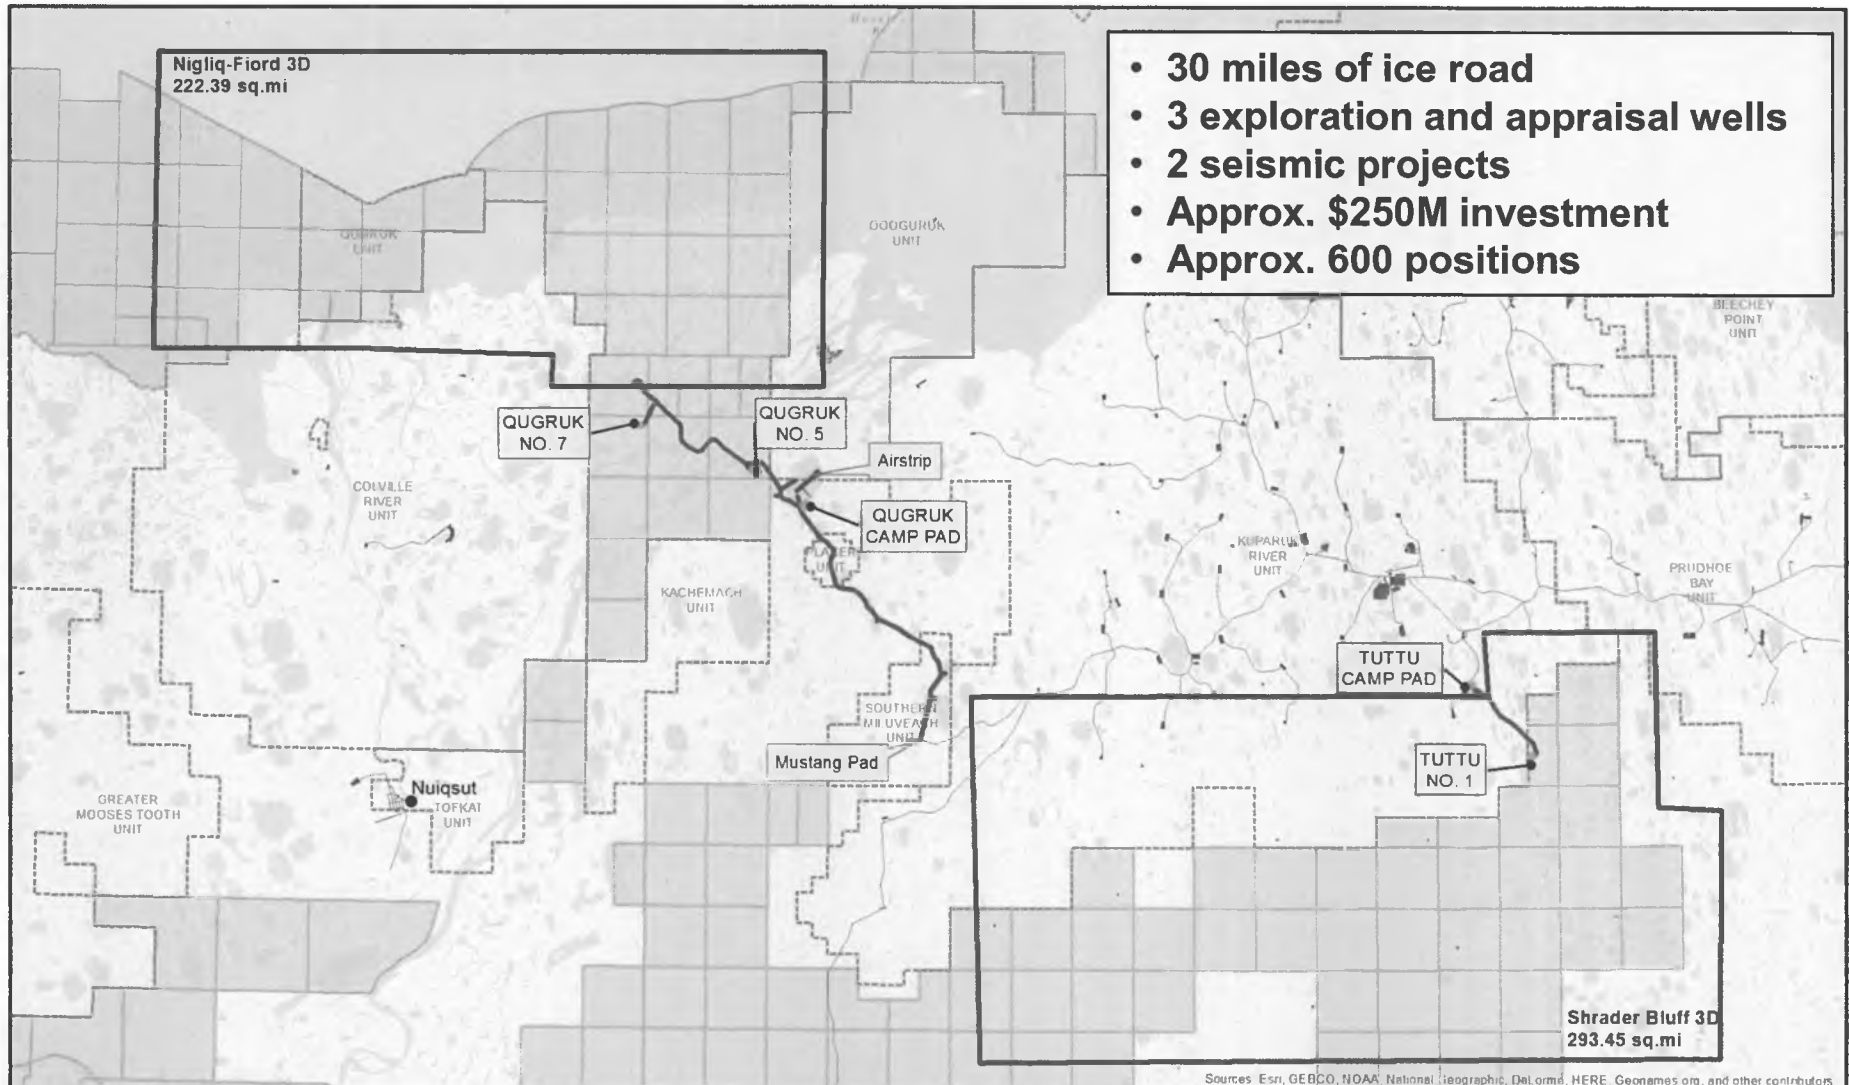 Nigliq-Fiord 3D
222.39 sq.mi
• 30 miles of ice road
• 3 exploration and appraisal wells
• 2 seismic projects
• Approx. $250M investment
• Approx. 600 positions
QUGRUK
UNIT
OOOGURUK
UNIT
BEECHEY
POINT
UNIT
QUGRUK
NO. 7
QUGRUK
NO. 5
Airstrip
COLVILLE
RIVER
UNIT
QUGRUK
CAMP PAD
PLACER
UNIT
KUPARUK
RIVER
UNIT
PRUDHOE
BAY
UNIT
KACHEMACH
UNIT
TUTTU
CAMP PAD
SOUTHERN
MILUVEACH
UNIT
Mustang Pad
TUTTU
NO. 1
GREATER
MOOSES TOOTH
UNIT
Nuiqsut
TOFKAT
UNIT
Shrader Bluff 3D
293.45 sq.mi
Sources Esri, GEBCO, NOAA, National Geographic, DeLorme, HERE, Geonames.org, and other contributors